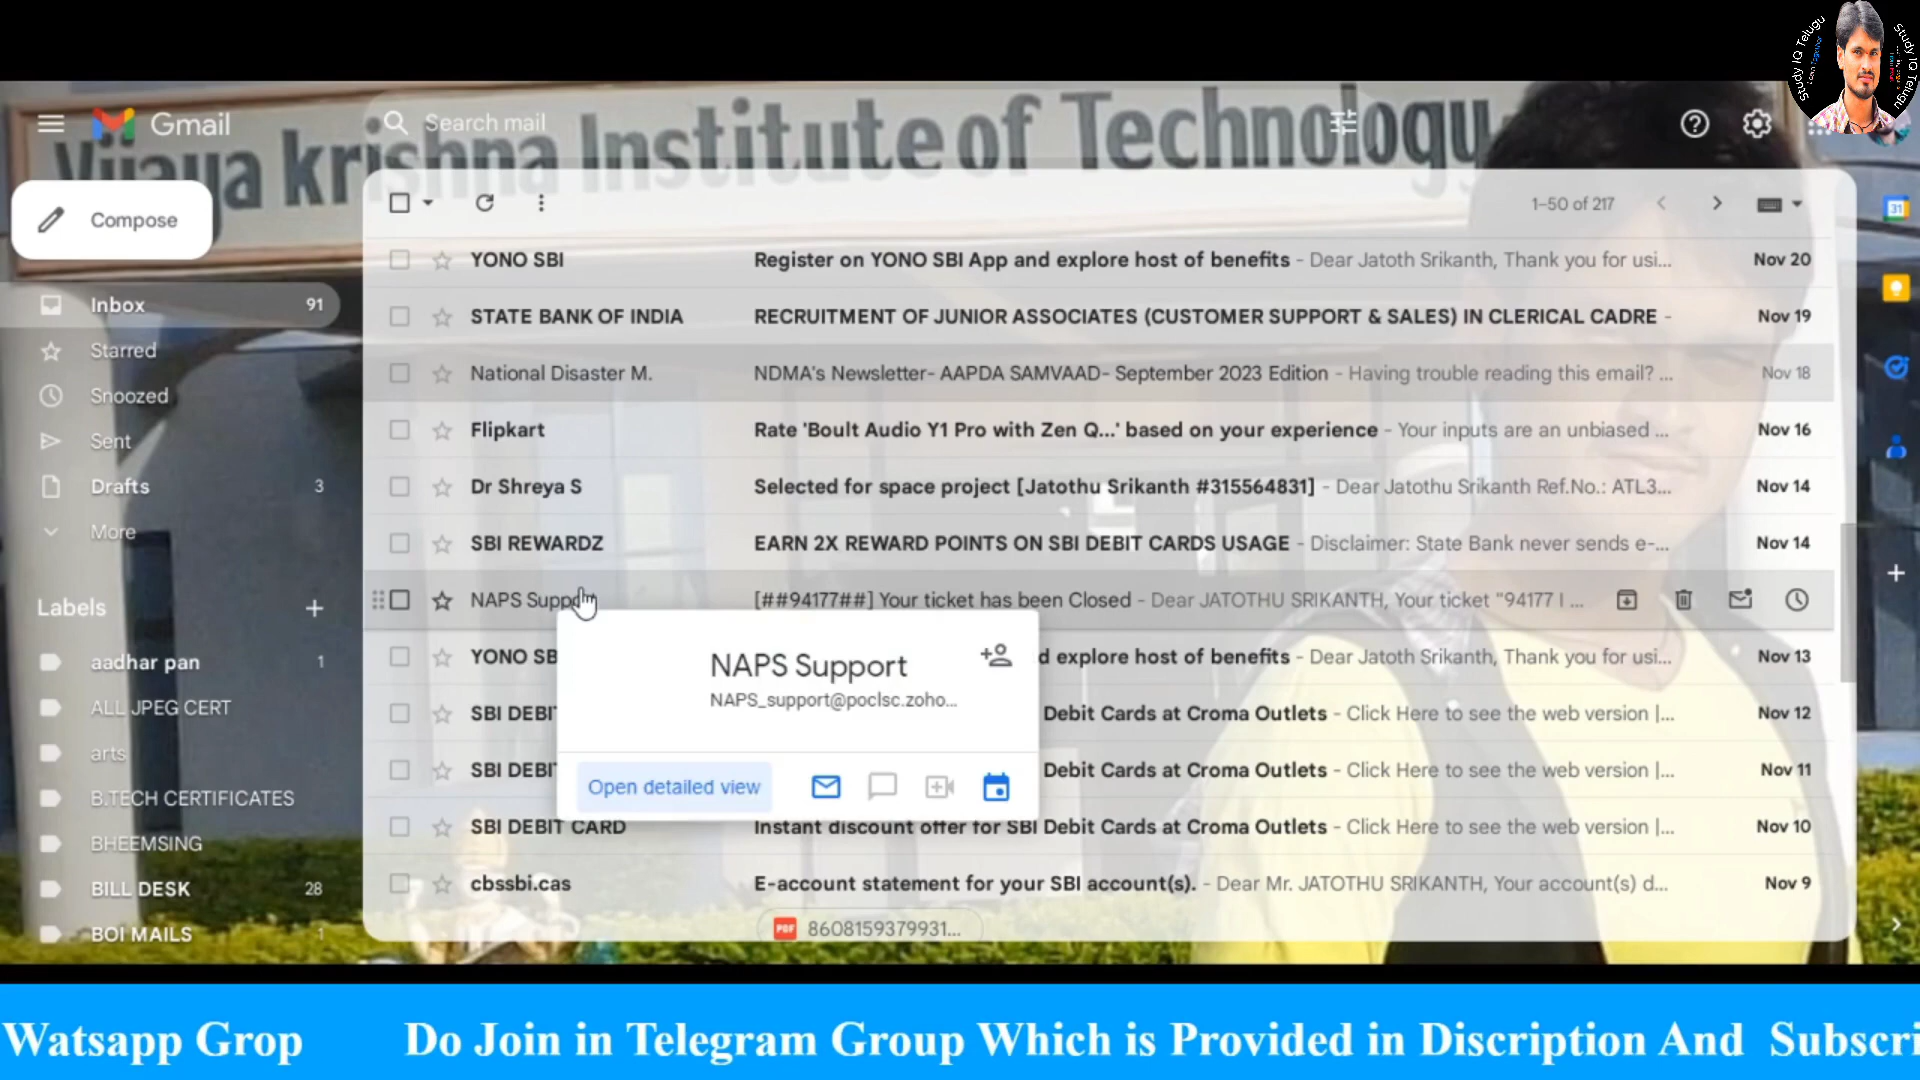 Study IQ Telugu
Study IQ Telugu
Vijaya krishna Institute of Technology
Gmail
Search mail
Compose
1–50 of 217
31
Inbox 91
Starred
Snoozed
Sent
Drafts 3
More
Labels
aadhar pan 1
ALL JPEG CERT
arts
B.TECH CERTIFICATES
BHEEMSING
BILL DESK 28
BOI MAILS 1
YONO SBI Register on YONO SBI App and explore host of benefits - Dear Jatoth Srikanth, Thank you for usi... Nov 20
STATE BANK OF INDIA RECRUITMENT OF JUNIOR ASSOCIATES (CUSTOMER SUPPORT & SALES) IN CLERICAL CADRE - Nov 19
National Disaster M. NDMA's Newsletter- AAPDA SAMVAAD- September 2023 Edition - Having trouble reading this email? ... Nov 18
Flipkart Rate 'Boult Audio Y1 Pro with Zen Q...' based on your experience - Your inputs are an unbiased ... Nov 16
Dr Shreya S Selected for space project [Jatothu Srikanth #315564831] - Dear Jatothu Srikanth Ref.No.: ATL3... Nov 14
SBI REWARDZ EARN 2X REWARD POINTS ON SBI DEBIT CARDS USAGE - Disclaimer: State Bank never sends e-... Nov 14
NAPS Support [##94177##] Your ticket has been Closed - Dear JATOTHU SRIKANTH, Your ticket "94177 I ...
YONO SB d explore host of benefits - Dear Jatoth Srikanth, Thank you for usi... Nov 13
SBI DEBIT Debit Cards at Croma Outlets - Click Here to see the web version |... Nov 12
SBI DEBIT Debit Cards at Croma Outlets - Click Here to see the web version |... Nov 11
SBI DEBIT CARD Instant discount offer for SBI Debit Cards at Croma Outlets - Click Here to see the web version |... Nov 10
cbssbi.cas E-account statement for your SBI account(s). - Dear Mr. JATOTHU SRIKANTH, Your account(s) d... Nov 9
PDF 8608159379931...
NAPS Support
NAPS_support@poclsc.zoho...
Open detailed view
Watsapp Grop Do Join in Telegram Group Which is Provided in Discription And Subscri